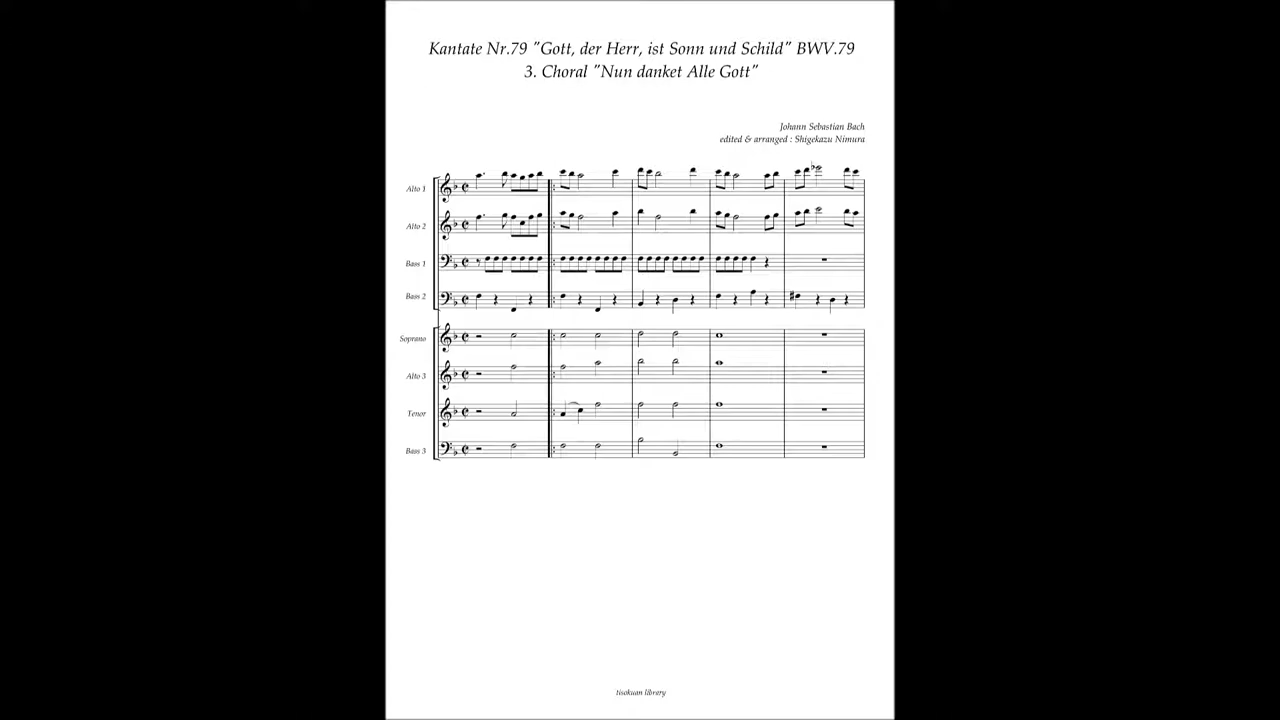 Kantate Nr.79 "Gott, der Herr, ist Sonn und Schild" BWV.79
3. Choral "Nun danket Alle Gott"
Johann Sebastian Bach
edited & arranged : Shigekazu Nimura
Alto 1
Alto 2
Bass 1
Bass 2
Soprano
Alto 3
Tenor
Bass 3
tisokuan library